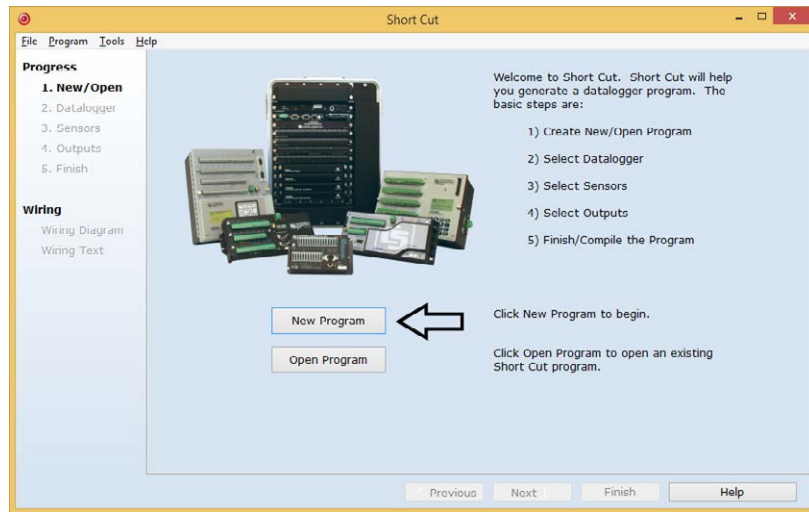 Short Cut
File Program Tools Help
Progress
1. New/Open
2. Datalogger
3. Sensors
4. Outputs
5. Finish
Wiring
Wiring Diagram
Wiring Text
Welcome to Short Cut. Short Cut will help
you generate a datalogger program. The
basic steps are:
1) Create New/Open Program
2) Select Datalogger
3) Select Sensors
4) Select Outputs
5) Finish/Compile the Program
New Program
Click New Program to begin.
Open Program
Click Open Program to open an existing
Short Cut program.
Previous Next Finish Help